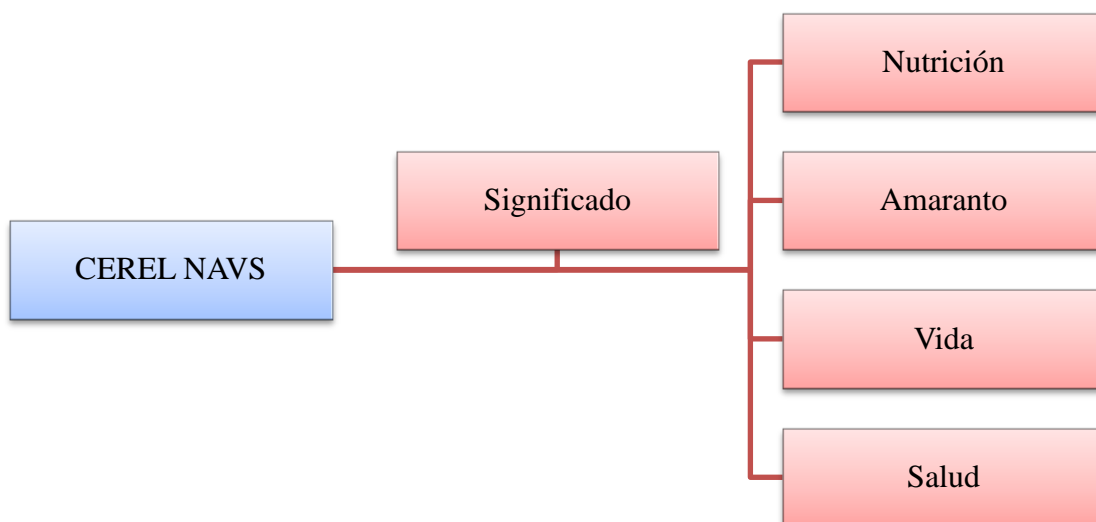 CEREL NAVS
Significado
Nutrición
Amaranto
Vida
Salud